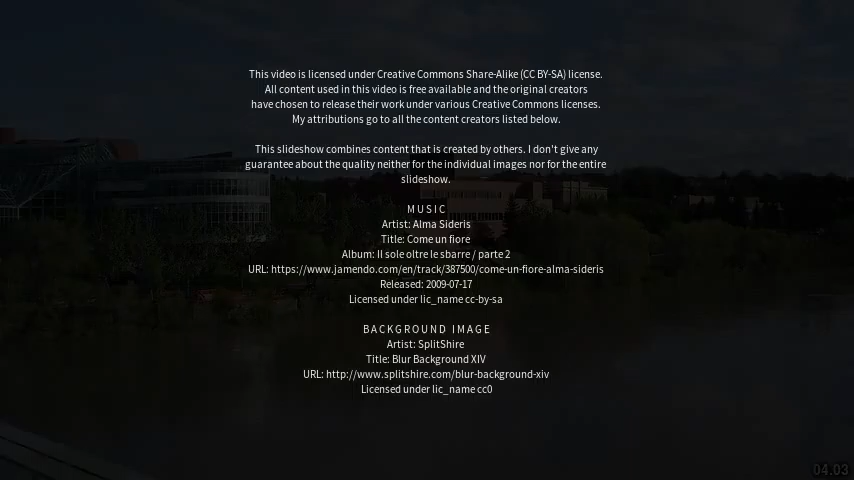 This video is licensed under Creative Commons Share-Alike (CC BY-SA) license.
All content used in this video is free available and the original creators
have chosen to release their work under various Creative Commons licenses.
My attributions go to all the content creators listed below.
This slideshow combines content that is created by others. I don't give any
guarantee about the quality neither for the individual images nor for the entire
slideshow.
MUSIC
Artist: Alma Sideris
Title: Come un fiore
Album: Il sole oltre le sbarre / parte 2
URL: https://www.jamendo.com/en/track/387500/come-un-fiore-alma-sideris
Released: 2009-07-17
Licensed under lic_name cc-by-sa
BACKGROUND IMAGE
Artist: SplitShire
Title: Blur Background XIV
URL: http://www.splitshire.com/blur-background-xiv
Licensed under lic_name cc0
04.03